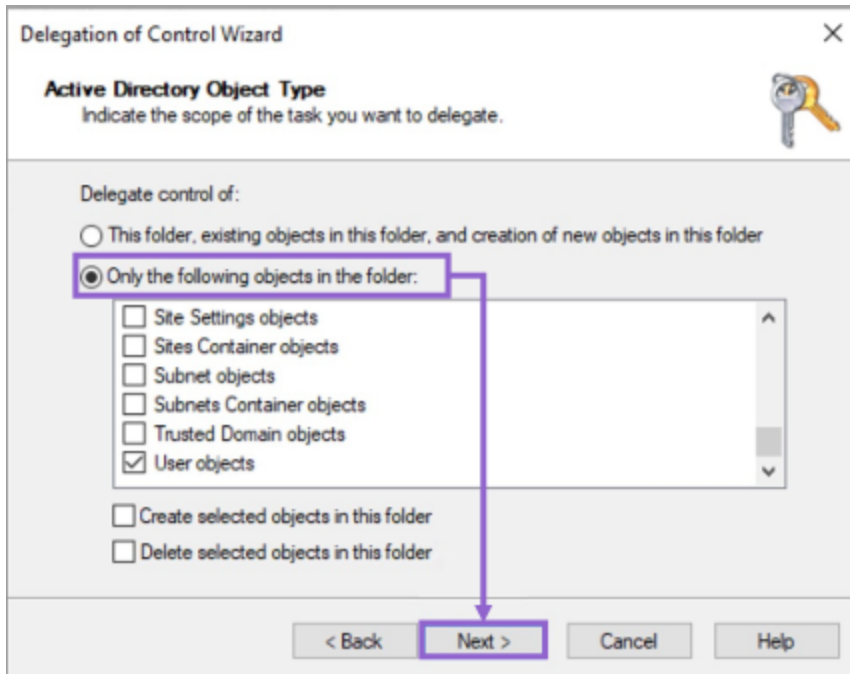 Delegation of Control Wizard
Active Directory Object Type
Indicate the scope of the task you want to delegate.
Delegate control of:
This folder, existing objects in this folder, and creation of new objects in this folder
Only the following objects in the folder:
Site Settings objects
Sites Container objects
Subnet objects
Subnets Container objects
Trusted Domain objects
User objects
Create selected objects in this folder
Delete selected objects in this folder
< Back Next > Cancel Help